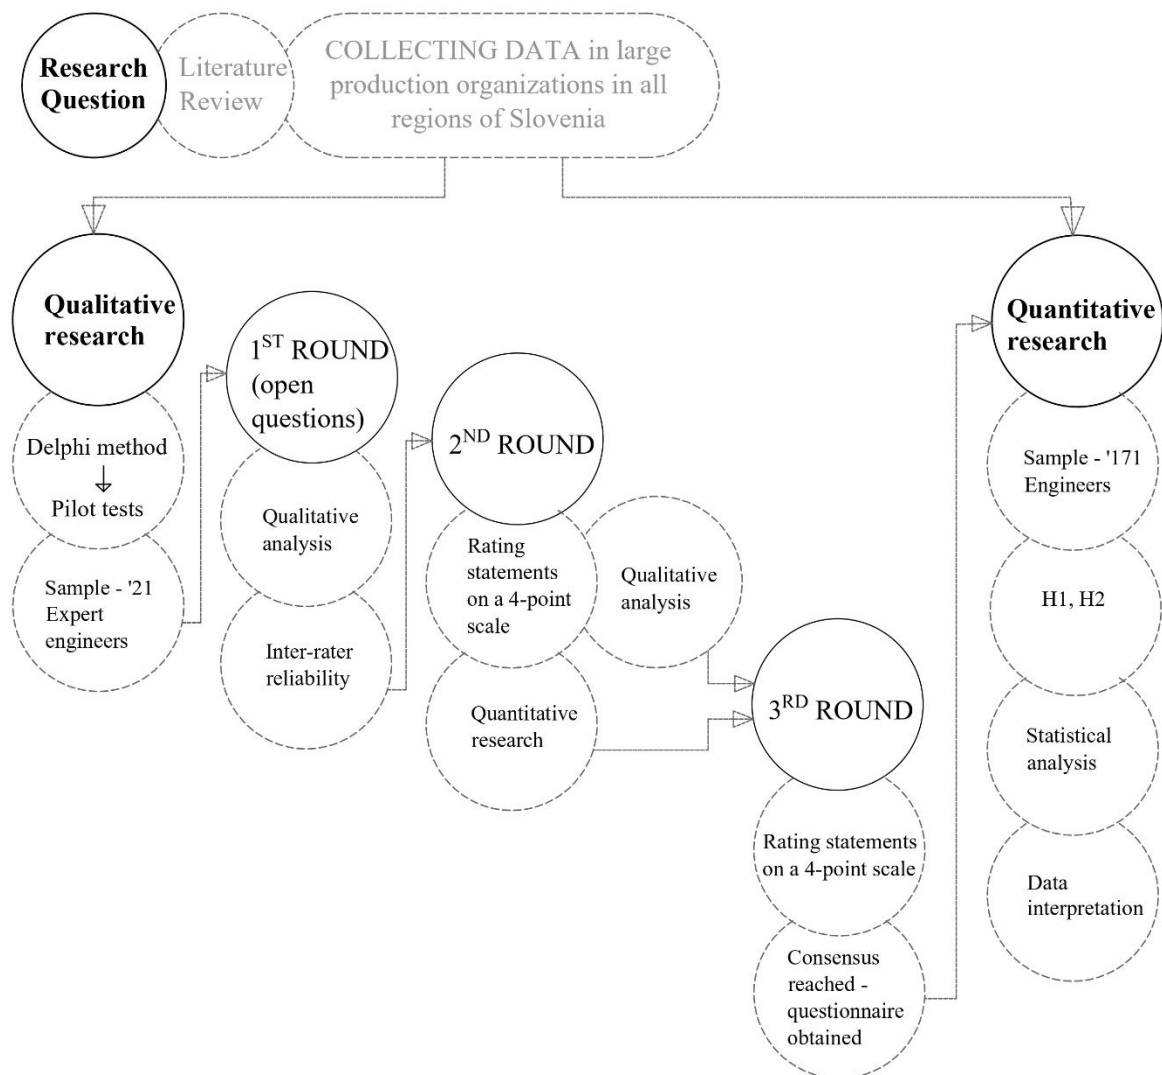 Research
Question
Literature
Review
COLLECTING DATA in large
production organizations in all
regions of Slovenia
Qualitative
research
Delphi method
Pilot tests
Sample - '21
Expert
engineers
1ST ROUND
(open
questions)
Qualitative
analysis
Inter-rater
reliability
2ND ROUND
Rating
statements
on a 4-point
scale
Qualitative
analysis
Quantitative
research
3RD ROUND
Rating statements
on a 4-point scale
Consensus
reached -
questionnaire
obtained
Quantitative
research
Sample - '171
Engineers
H1, H2
Statistical
analysis
Data
interpretation